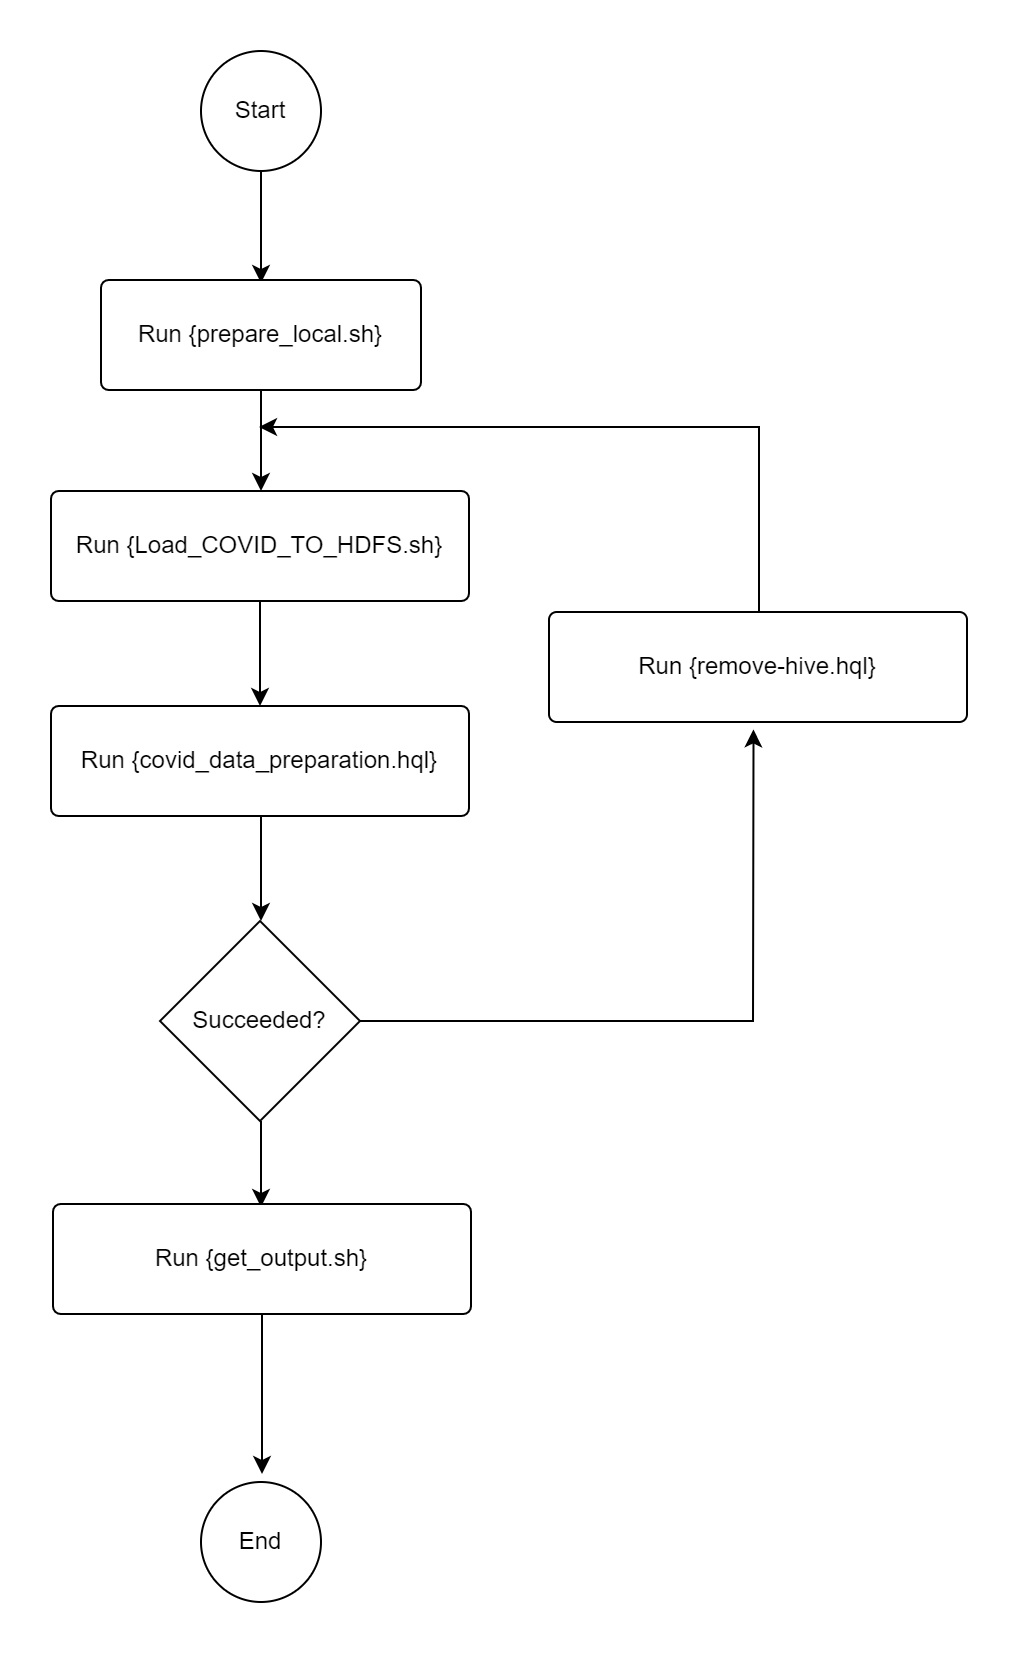 Start
Run {prepare_local.sh}
Run {Load_COVID_TO_HDFS.sh}
Run {remove-hive.hql}
Run {covid_data_preparation.hql}
Succeeded?
Run {get_output.sh}
End